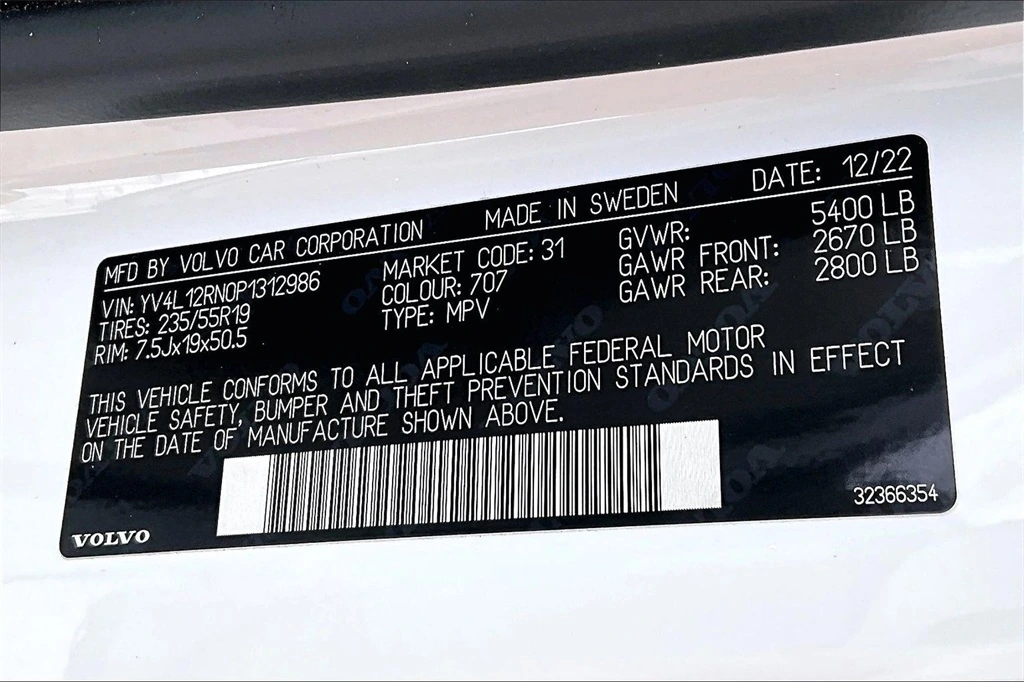 MFD BY VOLVO CAR CORPORATION MADE IN SWEDEN DATE: 12/22
VIN: YV4L12RN0P1312986 MARKET CODE: 31 GVWR: 5400 LB
TIRES: 235/55R19 COLOUR: 707 GAWR FRONT: 2670 LB
RIM: 7.5Jx19x50.5 TYPE: MPV GAWR REAR: 2800 LB
THIS VEHICLE CONFORMS TO ALL APPLICABLE FEDERAL MOTOR
VEHICLE SAFETY, BUMPER AND THEFT PREVENTION STANDARDS IN EFFECT
ON THE DATE OF MANUFACTURE SHOWN ABOVE.
VOLVO 32366354